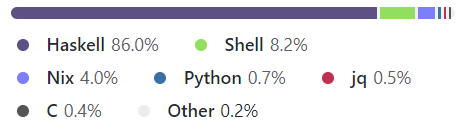 Haskell 86.0% Shell 8.2%
Nix 4.0% Python 0.7% jq 0.5%
C 0.4% Other 0.2%